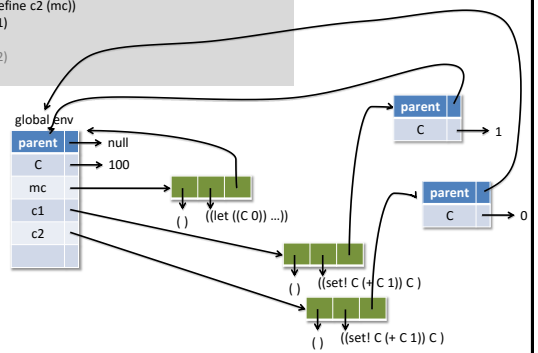 efine c2 (mc))
1)
2)
global env
parent null
C 100
mc
c1
c2
( ) ((let ((C 0)) ...))
parent
C 1
parent
C 0
( ) ((set! C (+ C 1)) C )
( ) ((set! C (+ C 1)) C )